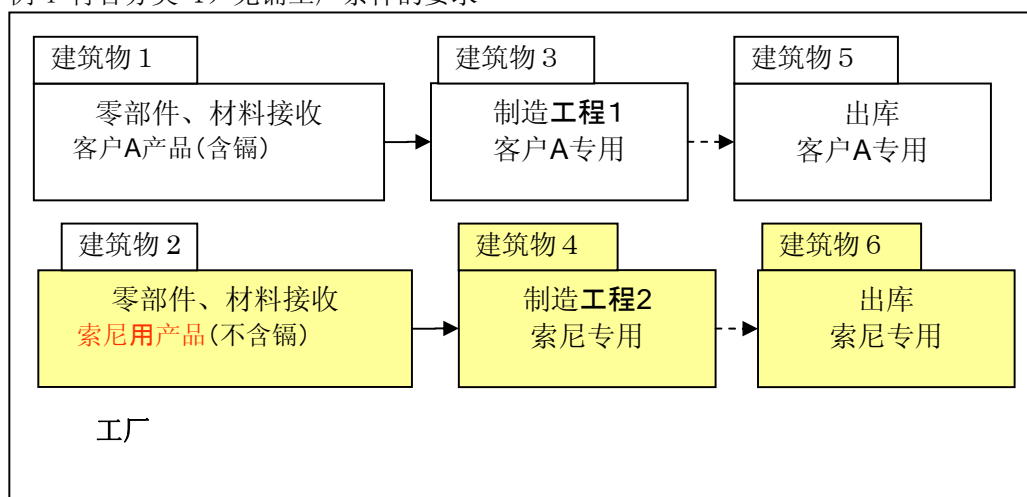 建筑物１
建筑物３
建筑物５
零部件、材料接收
客户A产品(含镉)
制造工程1
客户A专用
出库
客户A专用
建筑物２
建筑物４
建筑物６
零部件、材料接收
索尼用产品(不含镉)
制造工程2
索尼专用
出库
索尼专用
工厂